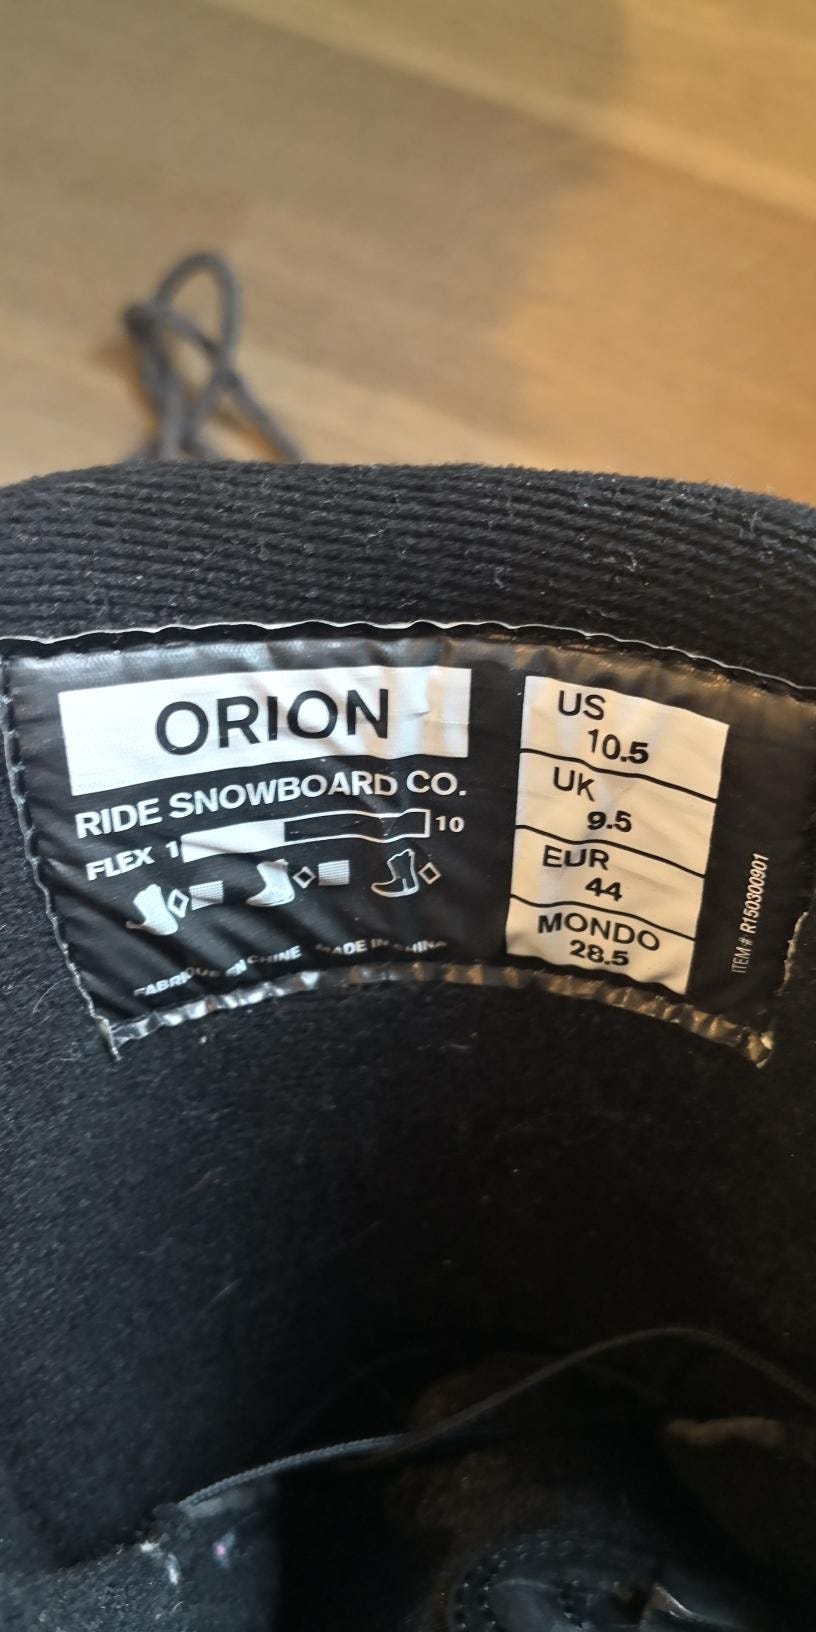 ORION
RIDE SNOWBOARD CO.
FLEX 1 10
FABRIQUE EN CHINE MADE IN CHINA
US
10.5
UK
9.5
EUR
44
MONDO
28.5
ITEM # R150300901